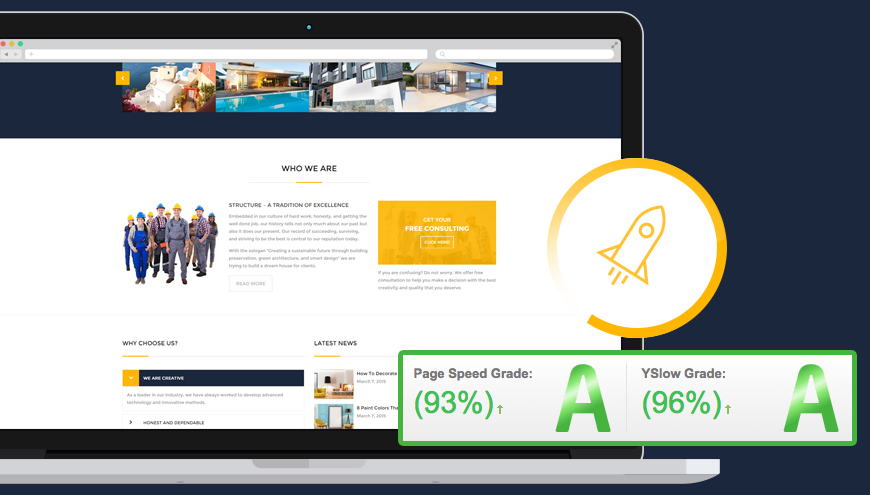 WHO WE ARE
STRUCTURE - A TRADITION OF EXCELLENCE
Embedded in our culture of hard work, honesty, and getting the
well done job, our history tells not only much about our past but
also it does our present. Our record of succeeding, surviving,
and striving to be the best is central to our reputation today.
With the solegan "Creating a sustainable future through building
preservation, green architecture, and smart design" we are
trying to build a dream house for clients.
READ MORE
GET YOUR
FREE CONSULTING
CLICK HERE!
If you are confusing? Do not worry. We offer free
consultation to help you make a decision with the best
creativity and quality that you deserve.
WHY CHOOSE US?
WE ARE CREATIVE
As a leader in our industry, we have always worked to develop advanced
technology and innovative methods.
HONEST AND DEPENDABLE
LATEST NEWS
How To Decorate
March 7, 2015
8 Paint Colors Tha
March 7, 2015
Page Speed Grade:
(93%) A
YSlow Grade:
(96%) A